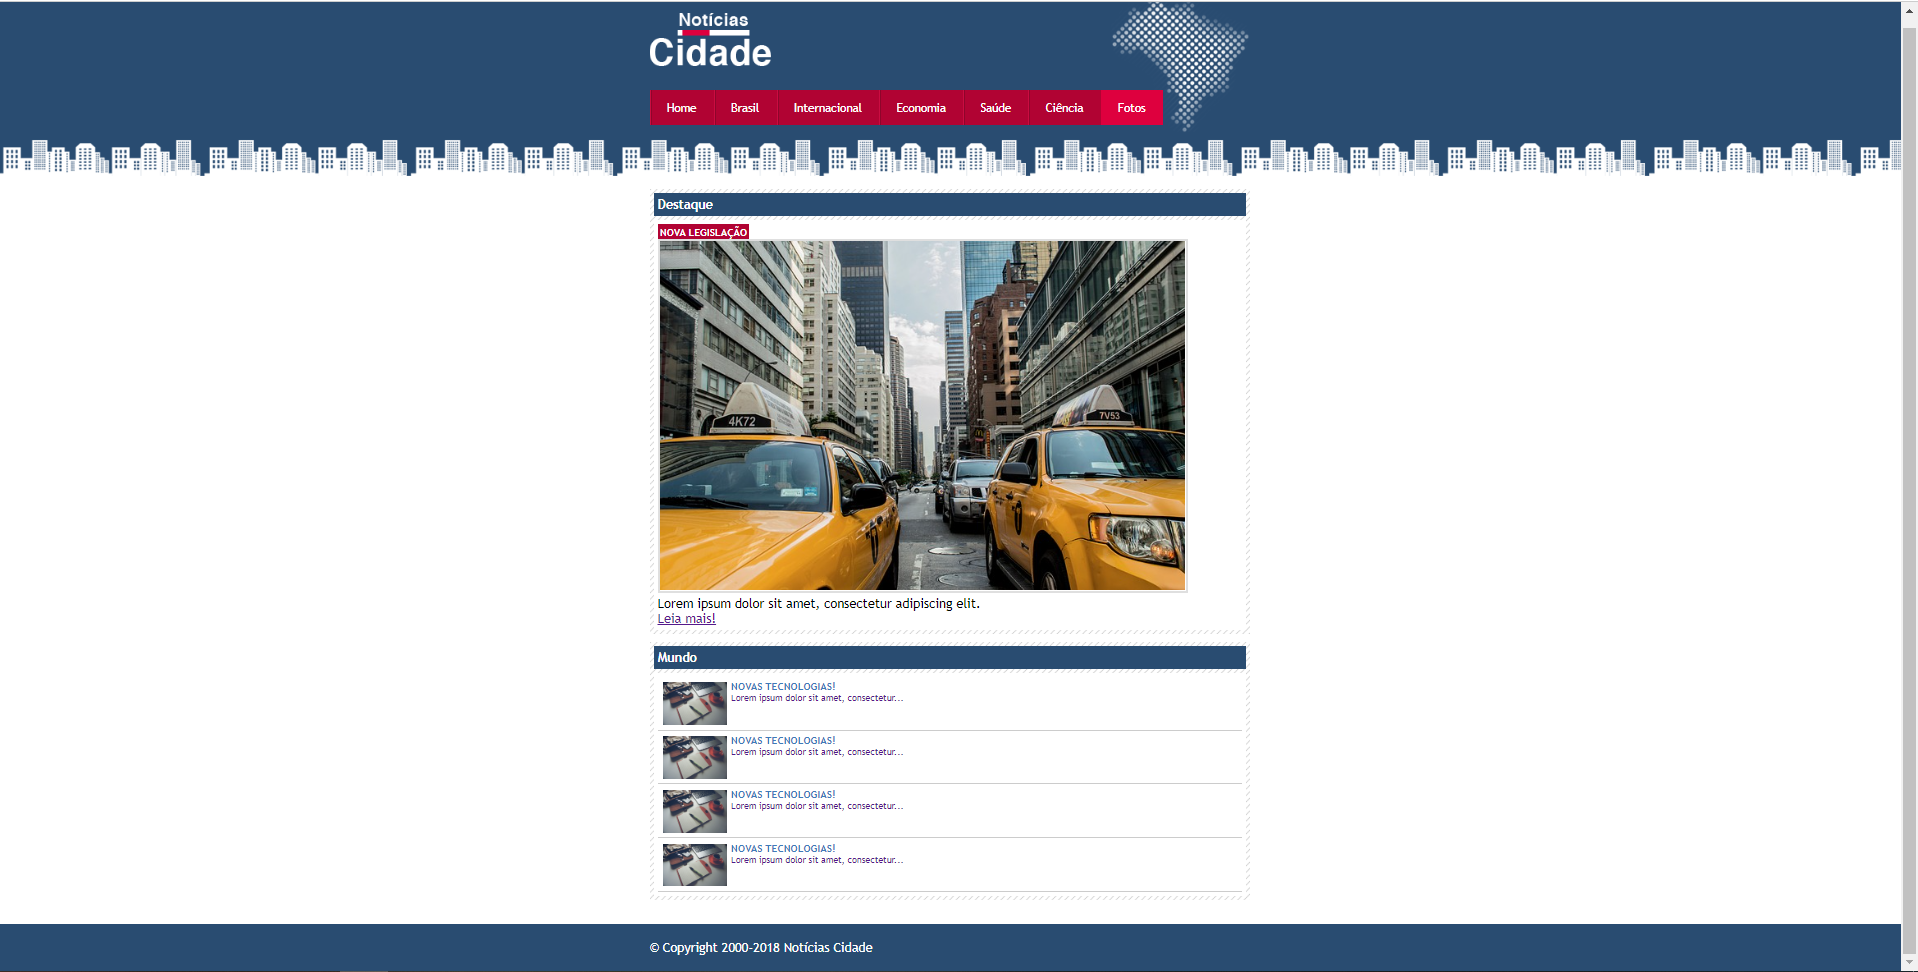 Notícias
Cidade
Home Brasil Internacional Economia Saúde Ciência Fotos
Destaque
NOVA LEGISLAÇÃO
4K72
7V53
Lorem ipsum dolor sit amet, consectetur adipiscing elit.
Leia mais!
Mundo
NOVAS TECNOLOGIAS!
Lorem ipsum dolor sit amet, consectetur...
NOVAS TECNOLOGIAS!
Lorem ipsum dolor sit amet, consectetur...
NOVAS TECNOLOGIAS!
Lorem ipsum dolor sit amet, consectetur...
NOVAS TECNOLOGIAS!
Lorem ipsum dolor sit amet, consectetur...
© Copyright 2000-2018 Notícias Cidade